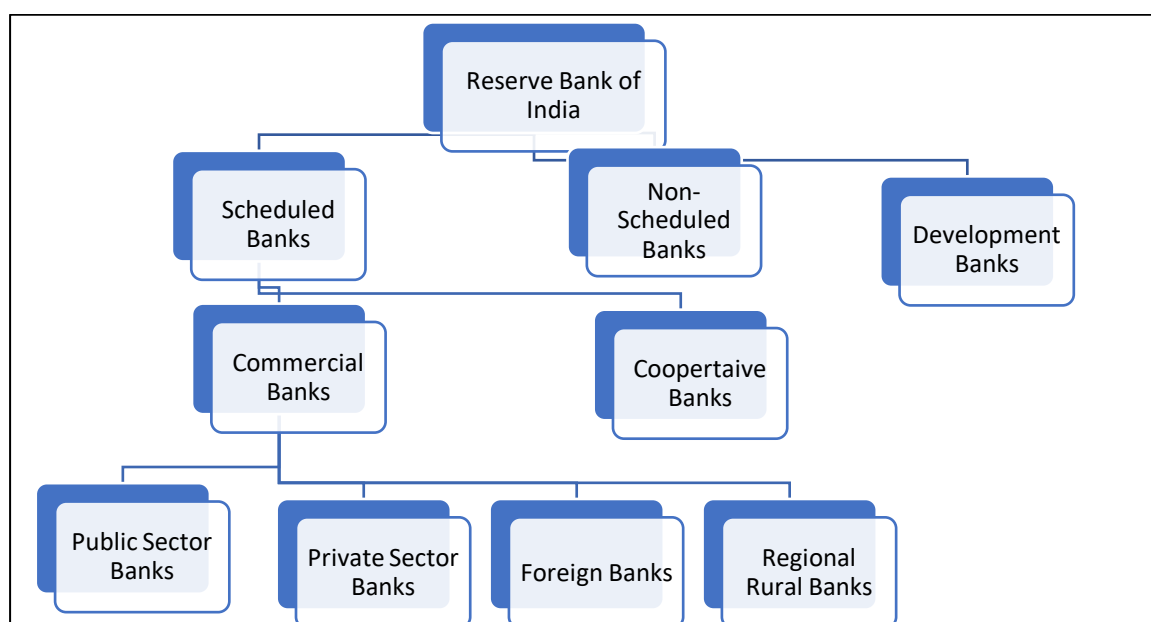 Reserve Bank of
India
Scheduled
Banks
Non-
Scheduled
Banks
Development
Banks
Commercial
Banks
Coopertaive
Banks
Public Sector
Banks
Private Sector
Banks
Foreign Banks
Regional
Rural Banks